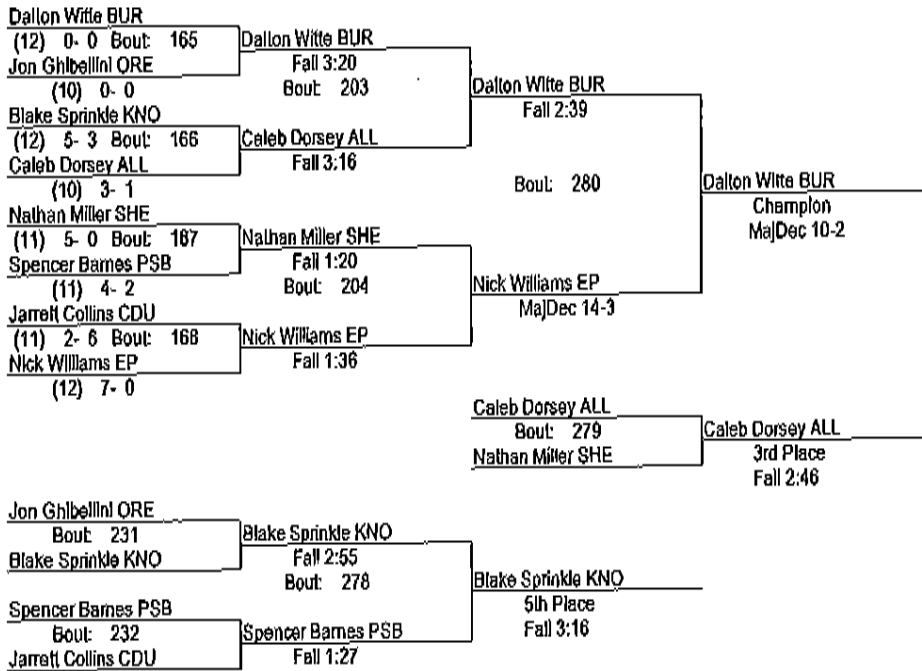 Dallon Witte BUR
(12) 0- 0 Bout: 165
Jon Ghibellini ORE
(10) 0- 0
Blake Sprinkle KNO
(12) 5- 3 Bout: 166
Caleb Dorsey ALL
(10) 3- 1
Nathan Miller SHE
(11) 5- 0 Bout: 167
Spencer Barnes PSB
(11) 4- 2
Jarrett Collins CDU
(11) 2- 6 Bout: 168
Nick Williams EP
(12) 7- 0
Dallon Witte BUR
Fall 3:20
Bout: 203
Caleb Dorsey ALL
Fall 3:16
Nathan Miller SHE
Fall 1:20
Bout: 204
Nick Williams EP
Fall 1:36
Dallon Witte BUR
Fall 2:39
Bout: 280
Nick Williams EP
MajDec 14-3
Dallon Witte BUR
Champion
MajDec 10-2
Caleb Dorsey ALL
Bout: 279
Nathan Miller SHE
Caleb Dorsey ALL
3rd Place
Fall 2:46
Jon Ghibellini ORE
Bout: 231
Blake Sprinkle KNO
Spencer Barnes PSB
Bout: 232
Jarrett Collins CDU
Blake Sprinkle KNO
Fall 2:55
Bout: 278
Spencer Barnes PSB
Fall 1:27
Blake Sprinkle KNO
5th Place
Fall 3:16